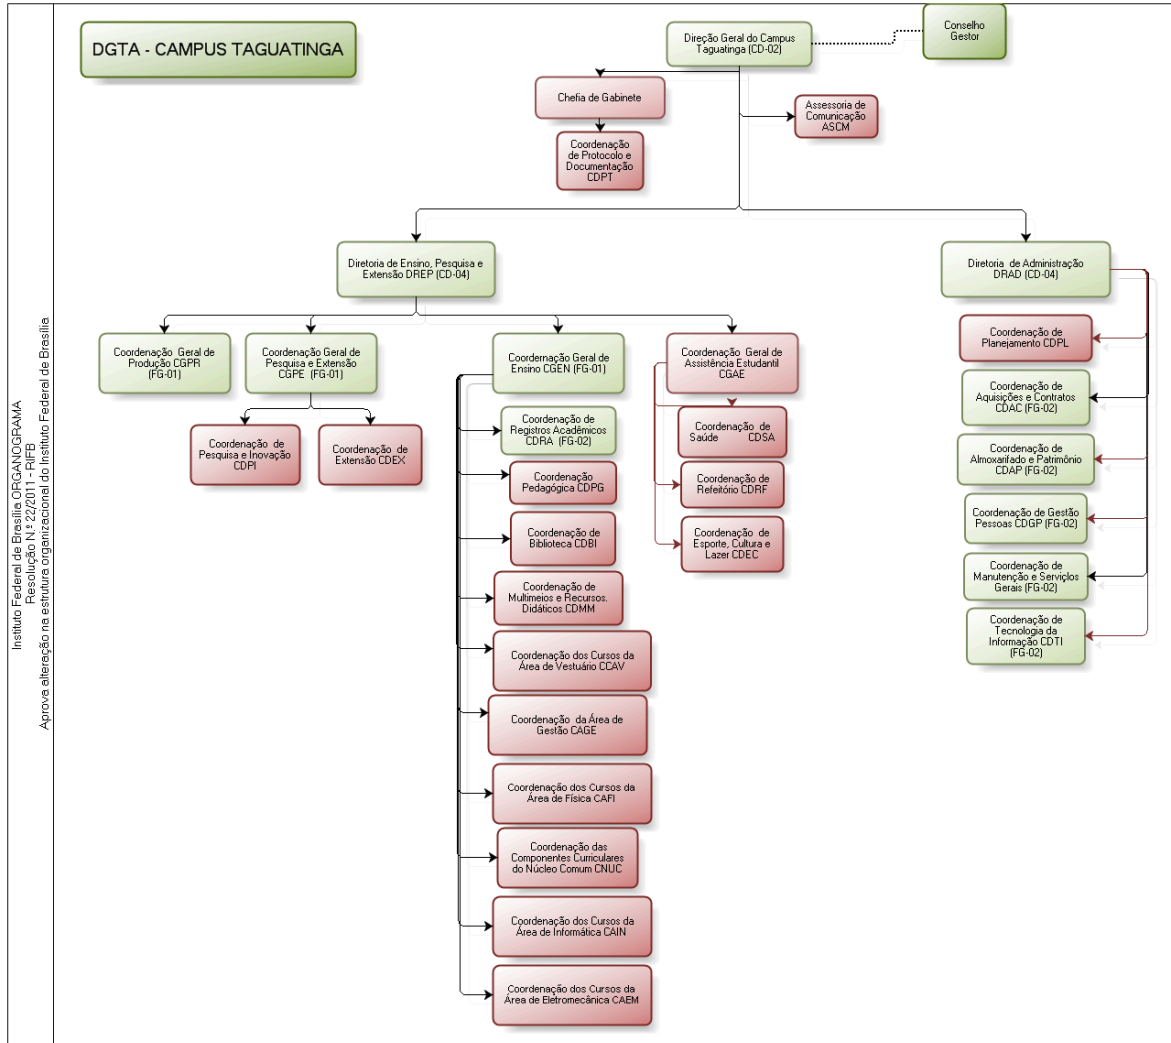 DGTA - CAMPUS TAGUATINGA
Direção Geral do Campus
Taguatinga (CD-02)
Conselho
Gestor
Chefia de Gabinete
Assessoria de
Comunicação
ASCM
Coordenação
de Protocolo e
Documentação
CDPT
Diretoria de Ensino, Pesquisa e
Extensão DREP (CD-04)
Diretoria de Administração
DRAD (CD-04)
Coordenação Geral de
Produção CGPR
(FG-01)
Coordenação Geral de
Pesquisa e Extensão
CGPE (FG-01)
Coordernação Geral de
Ensino CGEN (FG-01)
Coordenação Geral de
Assistência Estudantil
CGAE
Coordenação de
Pesquisa e Inovação
CDPI
Coordenação de
Extensão CDEX
Coordenação de
Registros Acadêmicos
CDRA (FG-02)
Coordenação
Pedagógica CDPG
Coordenação de
Biblioteca CDBI
Coordenação de
Multimeios e Recursos.
Didáticos CDMM
Coordenação dos Cursos da
Área de Vestuário CCAV
Coordenação da Área de
Gestão CAGE
Coordenação dos Cursos da
Área de Física CAFI
Coordenação das
Componentes Curriculares
do Núcleo Comum CNUC
Coordenação dos Cursos da
Área de Informática CAIN
Coordenação dos Cursos da
Área de Eletromecânica CAEM
Coordenação de
Saúde CDSA
Coordenação de
Refeitório CDRF
Coordenação de
Esporte, Cultura e
Lazer CDEC
Coordenação de
Planejamento CDPL
Coordenação de
Aquisições e Contratos
CDAC (FG-02)
Coordenação de
Almoxarifado e Patrimônio
CDAP (FG-02)
Coordenação de Gestão
Pessoas CDGP (FG-02)
Coordenação de
Manutenção e Serviçlos
Gerais (FG-02)
Coordenação de
Tecnologia da
Informação CDTI
(FG-02)
Instituto Federal de Brasília ORGANOGRAMA
Resolução N.º 22/2011 - RIFB
Aprova alteração na estrutura organizacional do Instituto Federal de Brasília